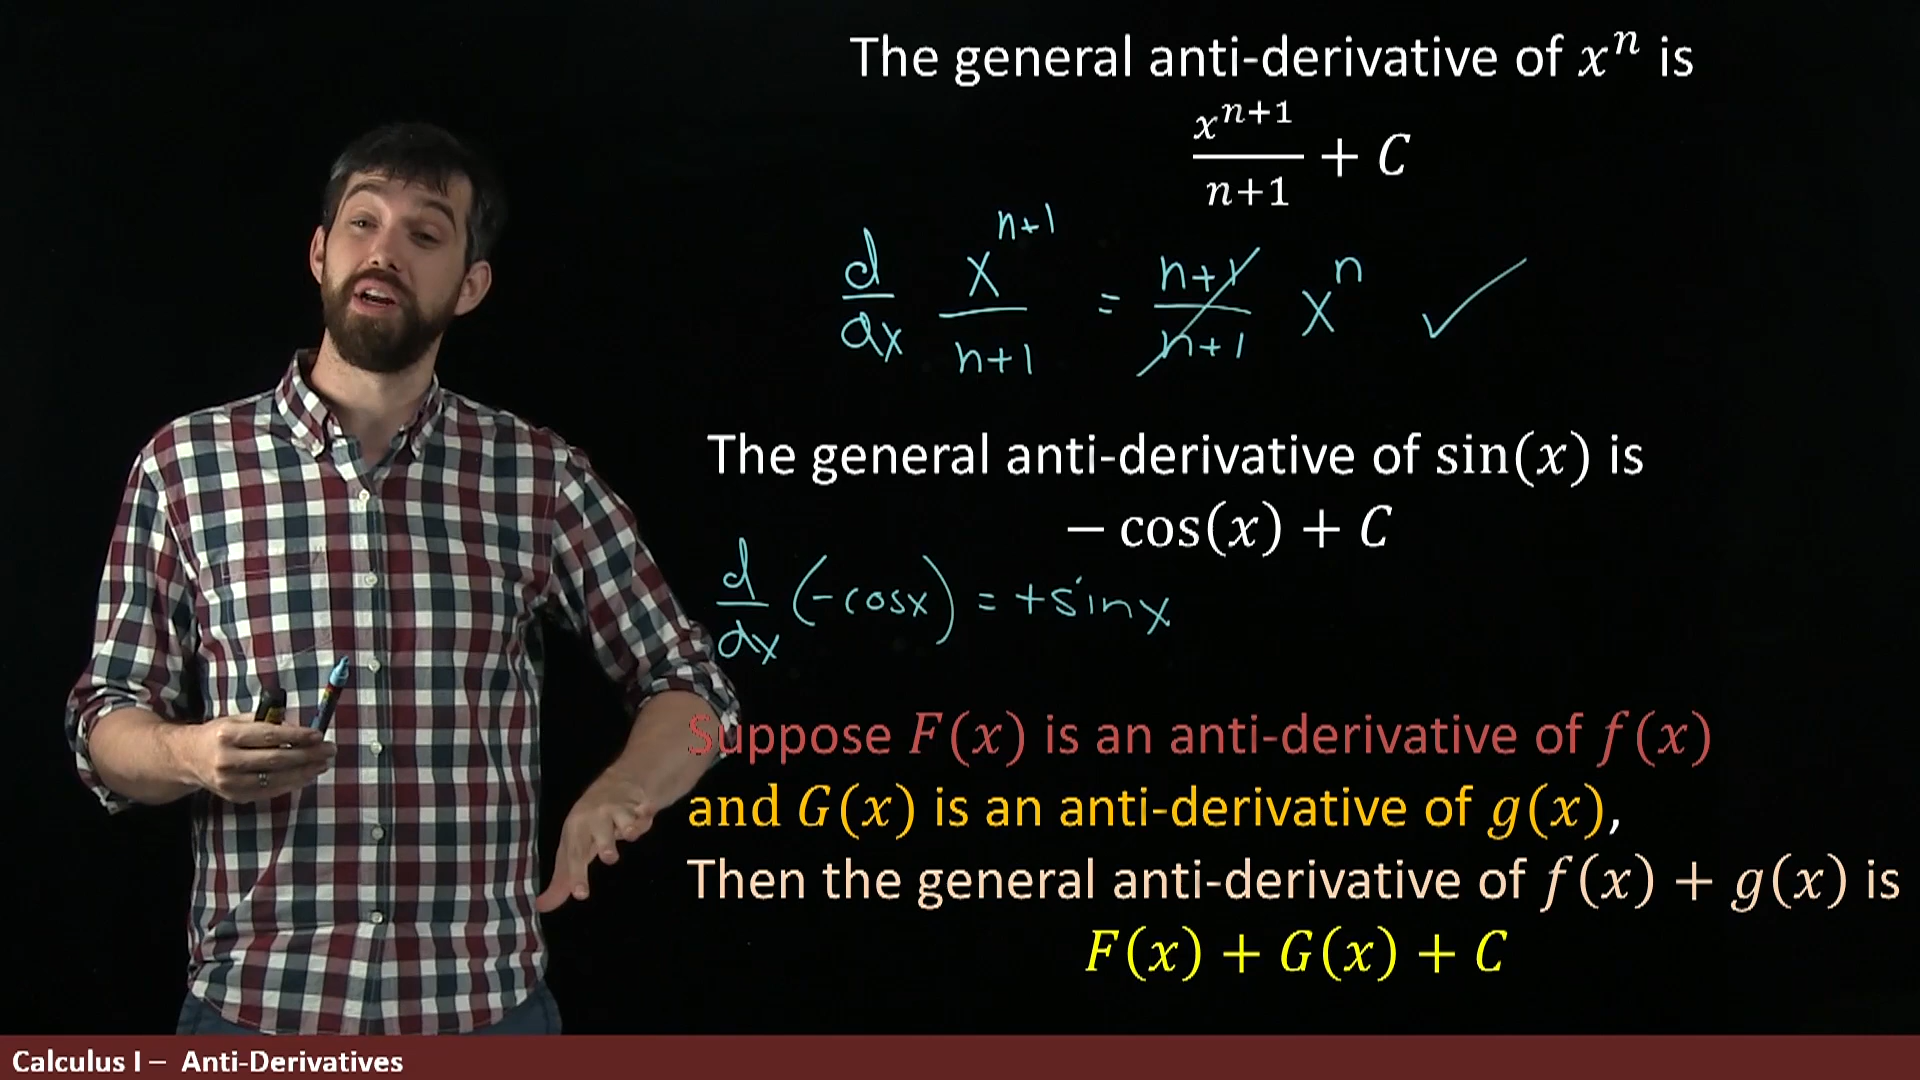 The general anti-derivative of xⁿ is
xⁿ⁺¹/n+1 + C
d/dx xⁿ⁺¹/n+1 = n+1/n+1 xⁿ ✓
The general anti-derivative of sin(x) is
− cos(x) + C
d/dx (-cosx) = +sinx
Suppose F(x) is an anti-derivative of f(x)
and G(x) is an anti-derivative of g(x),
Then the general anti-derivative of f(x) + g(x) is
F(x) + G(x) + C
Calculus I – Anti-Derivatives